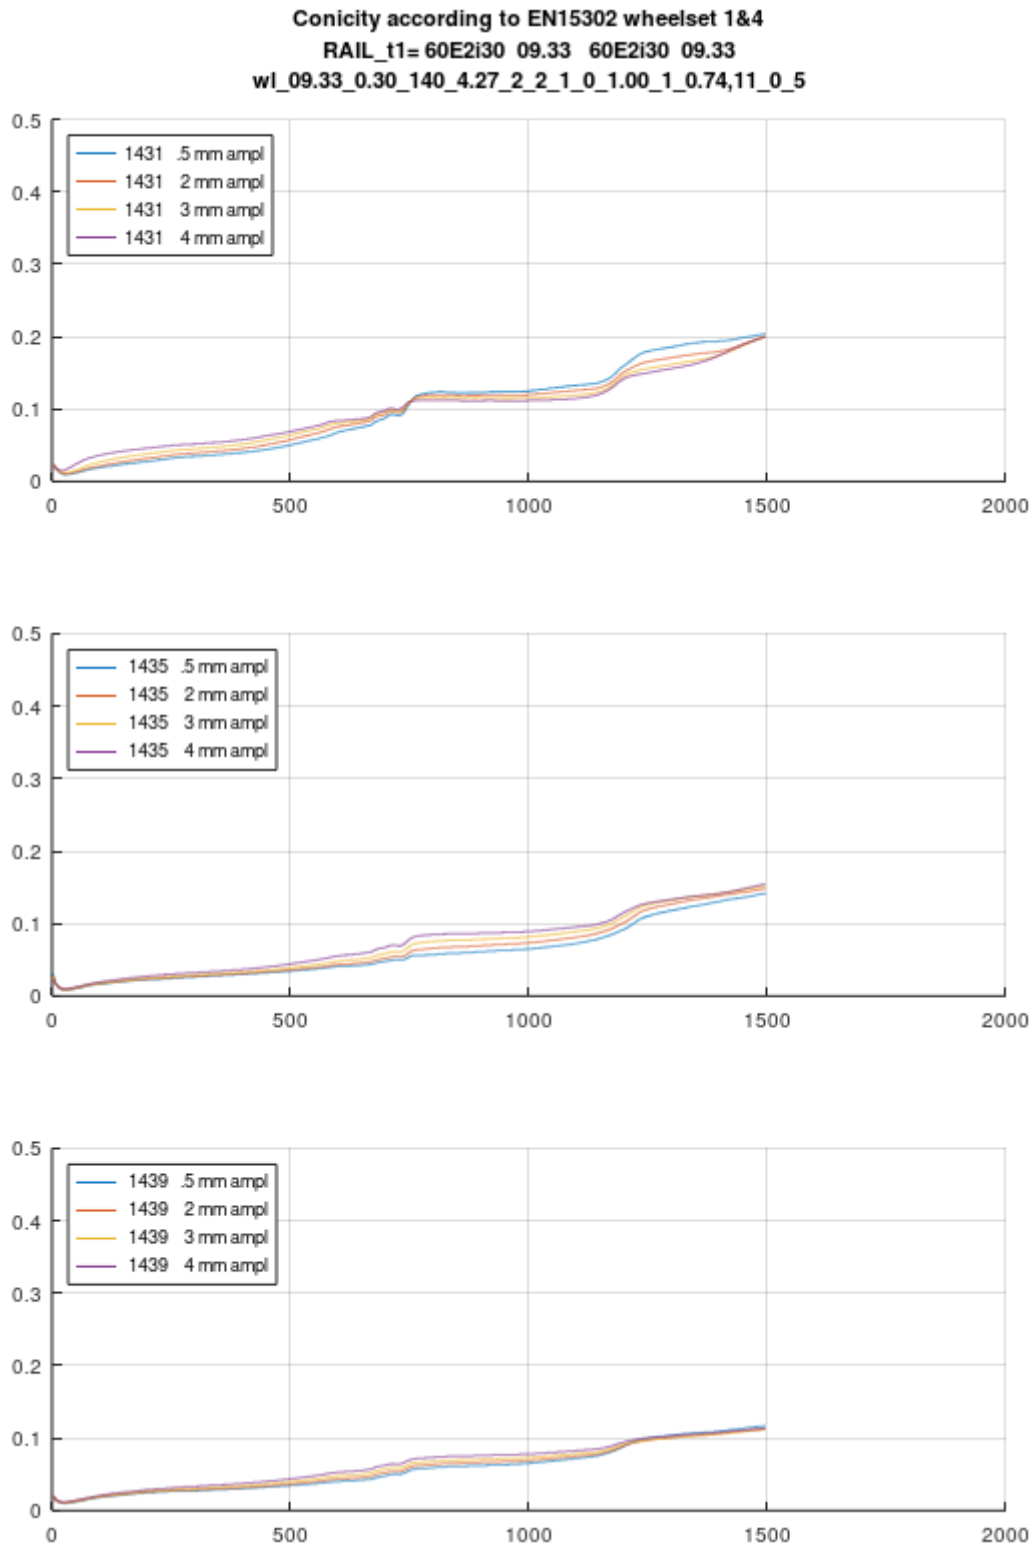 Conicity according to EN15302 wheelset 1&4
RAIL_t1= 60E2i30 09.33 60E2i30 09.33
wl_09.33_0.30_140_4.27_2_2_1_0_1.00_1_0.74,11_0_5
0.5
1431 .5 mm ampl
1431 2 mm ampl
1431 3 mm ampl
1431 4 mm ampl
0.4
0.3
0.2
0.1
0
0 500 1000 1500 2000
0.5
1435 .5 mm ampl
1435 2 mm ampl
1435 3 mm ampl
1435 4 mm ampl
0.4
0.3
0.2
0.1
0
0 500 1000 1500 2000
0.5
1439 .5 mm ampl
1439 2 mm ampl
1439 3 mm ampl
1439 4 mm ampl
0.4
0.3
0.2
0.1
0
0 500 1000 1500 2000